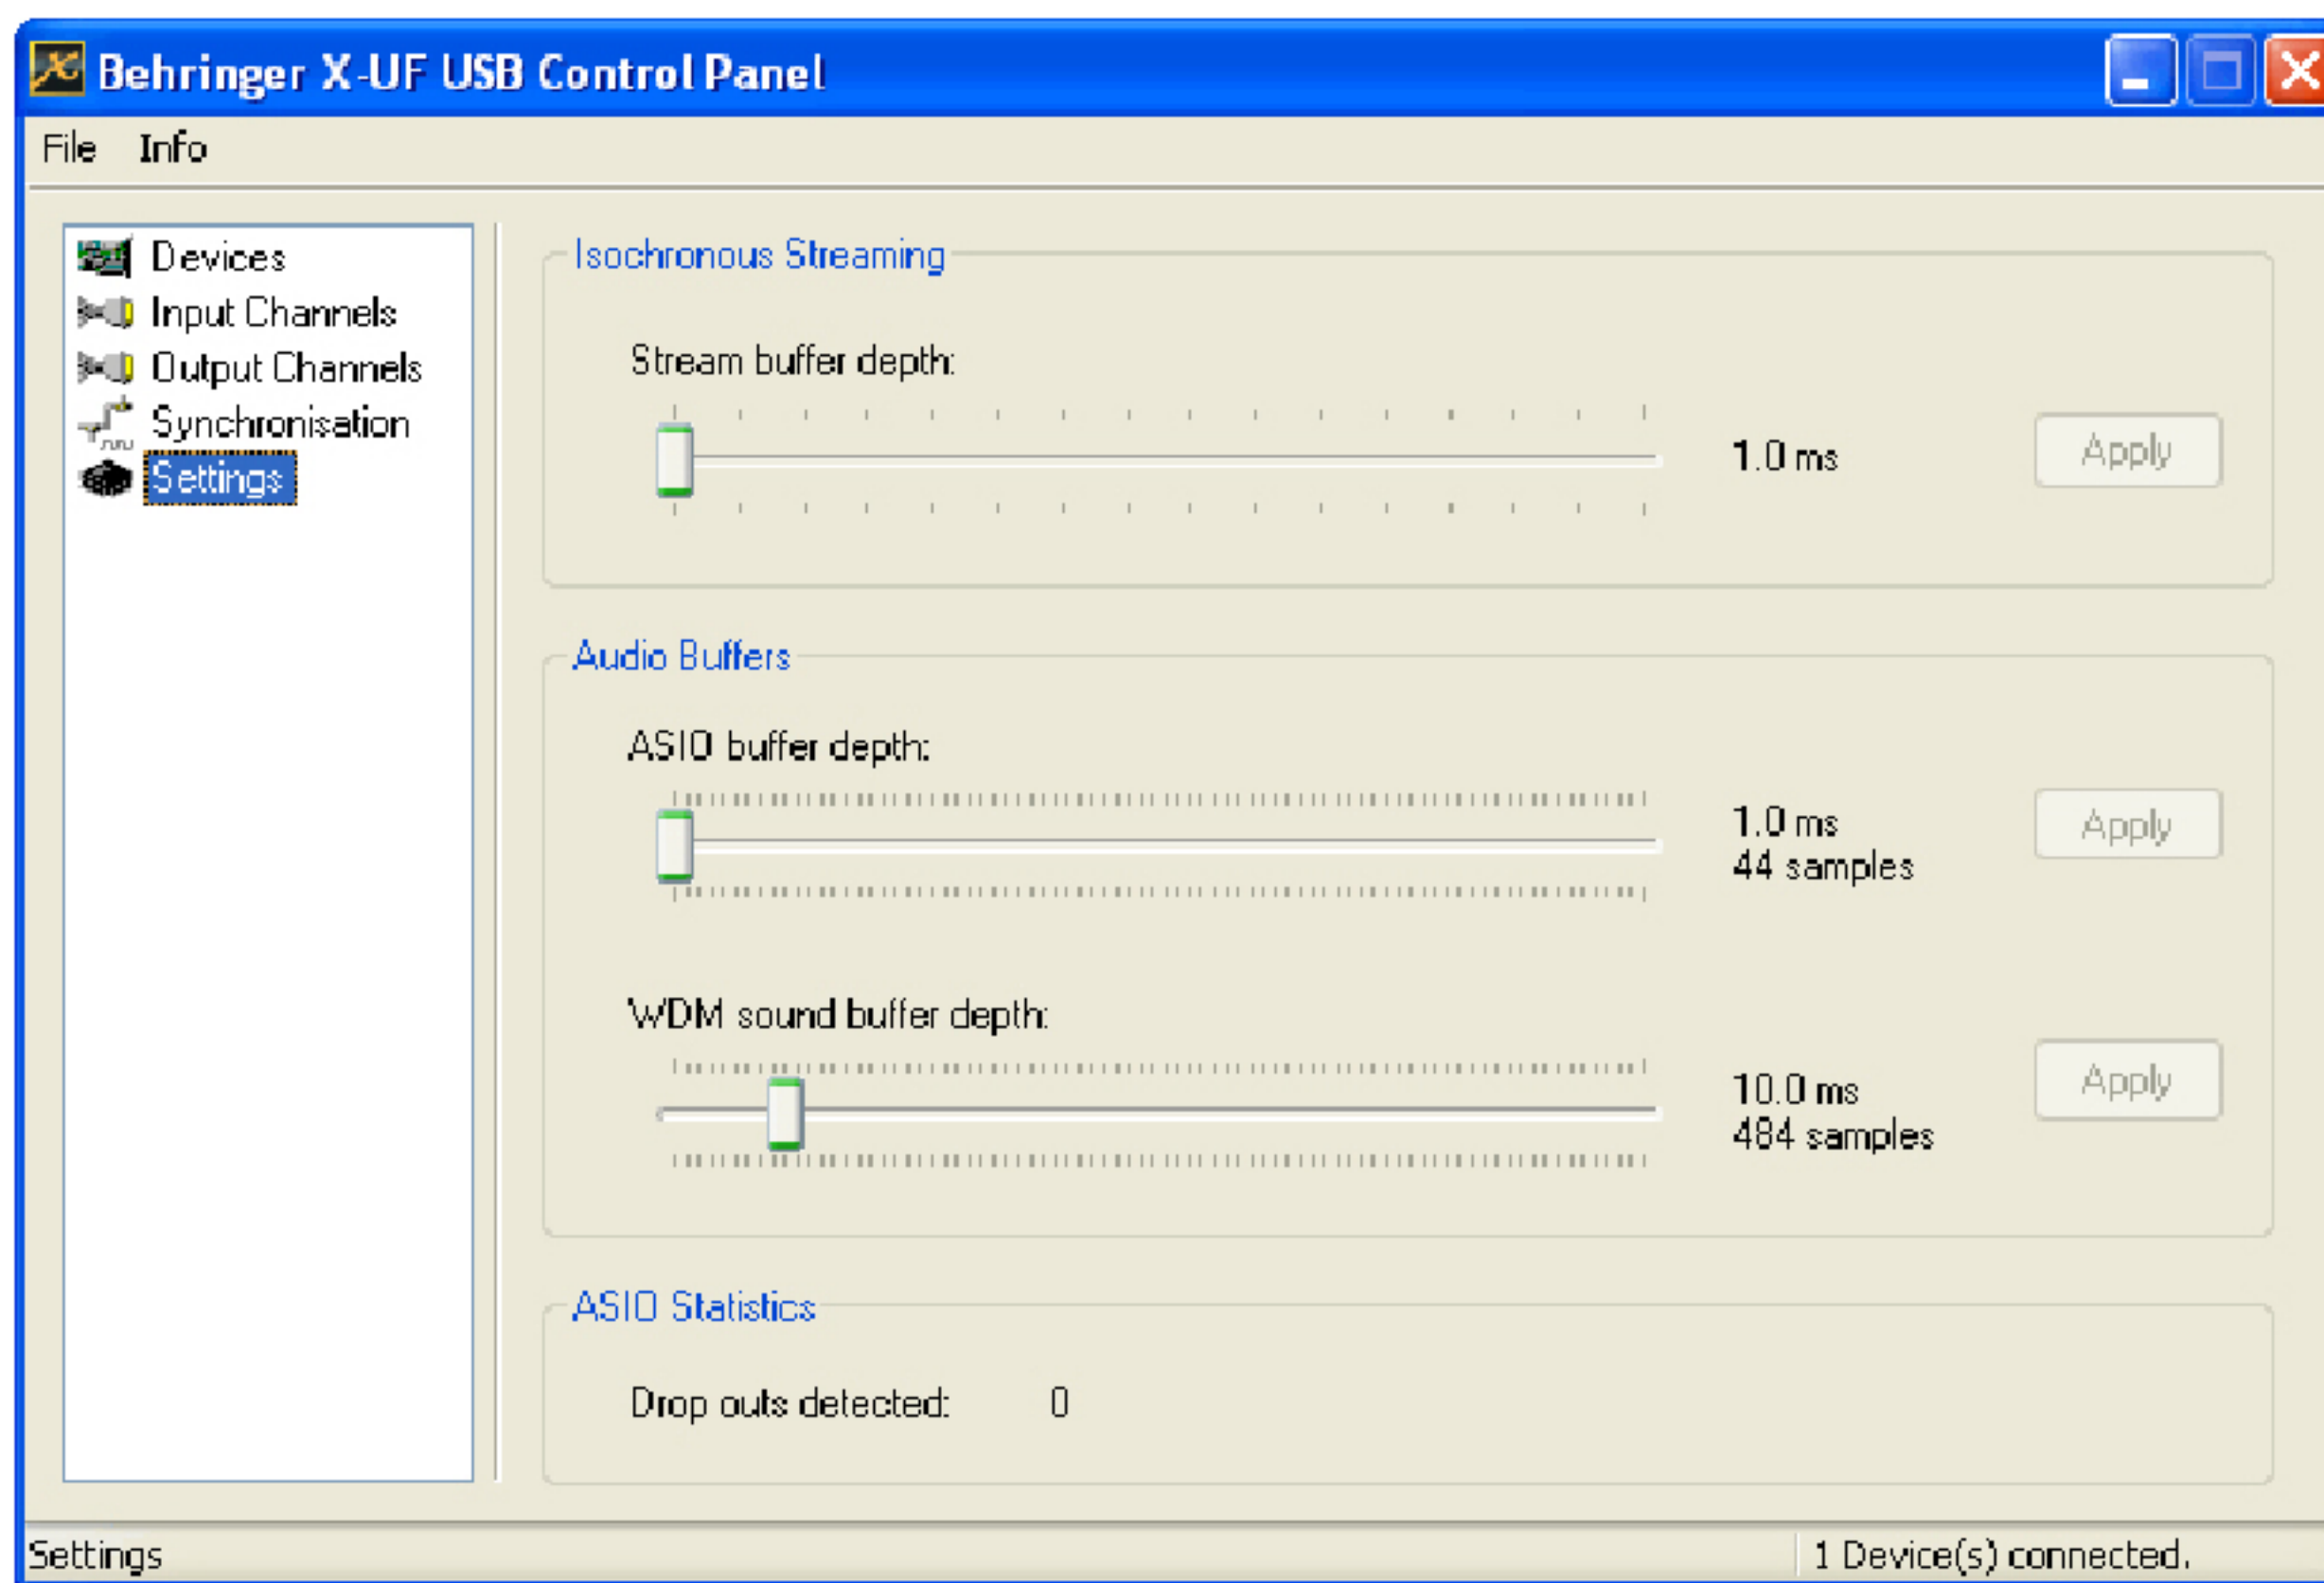 Behringer X-UF USB Control Panel
File Info
Devices
Input Channels
Output Channels
Synchronisation
Settings
Isochronous Streaming
Stream buffer depth:
1.0 ms
Apply
Audio Buffers
ASIO buffer depth:
1.0 ms
44 samples
Apply
WDM sound buffer depth:
10.0 ms
484 samples
Apply
ASIO Statistics
Drop outs detected: 0
Settings
1 Device(s) connected.